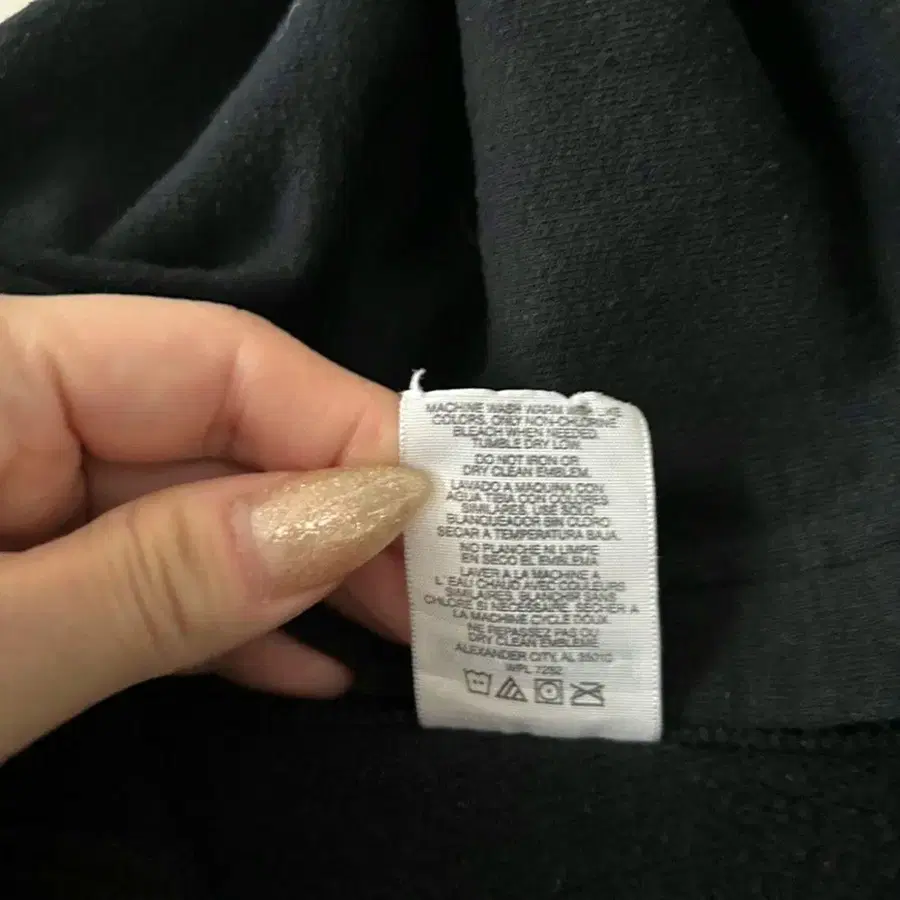 MACHINE WASH WARM WITH LIKE
COLORS. ONLY NON-CHLORINE
BLEACH WHEN NEEDED.
TUMBLE DRY LOW.
DO NOT IRON OR
DRY CLEAN EMBLEM.
LAVADO A MAQUINA CON
AGUA TIBIA CON COLORES
SIMILARES. USE SOLO
BLANQUEADOR SIN CLORO
SECAR A TEMPERATURA BAJA.
NO PLANCHE NI LIMPIE
EN SECO EL EMBLEMA
LAVER A LA MACHINE A
L'EAU CHAUD AVEC COULEURS
SIMILAIRES. BLANCHIR SANS
CHLORE SI NECESSAIRE. SECHER A
LA MACHINE CYCLE DOUX.
NE REPASSEZ PAS OU
DRY CLEAN EMBLEME.
ALEXANDER CITY, AL 35010
WPL 7292